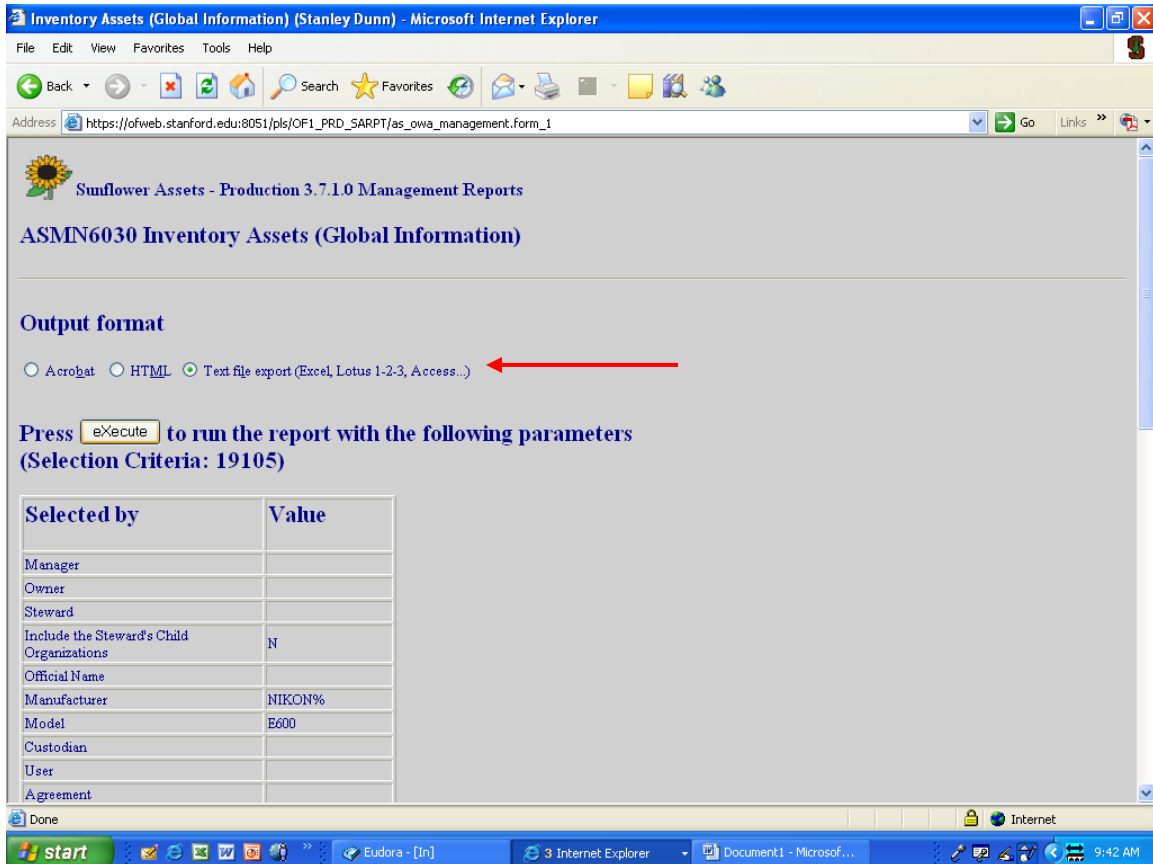 Inventory Assets (Global Information) (Stanley Dunn) - Microsoft Internet Explorer
File Edit View Favorites Tools Help
Back Search Favorites
Address https://ofweb.stanford.edu:8051/pls/OF1_PRD_SARPT/as_owa_management.form_1 Go Links »
Sunflower Assets - Production 3.7.1.0 Management Reports
ASMN6030 Inventory Assets (Global Information)
Output format
Acrobat HTML Text file export (Excel, Lotus 1-2-3, Access...)
Press eXecute to run the report with the following parameters
(Selection Criteria: 19105)
Selected by Value
Manager
Owner
Steward
Include the Steward's Child
Organizations N
Official Name
Manufacturer NIKON%
Model E600
Custodian
User
Agreement
Done Internet
start » Eudora - [In] 3 Internet Explorer Document1 - Microsof... 9:42 AM